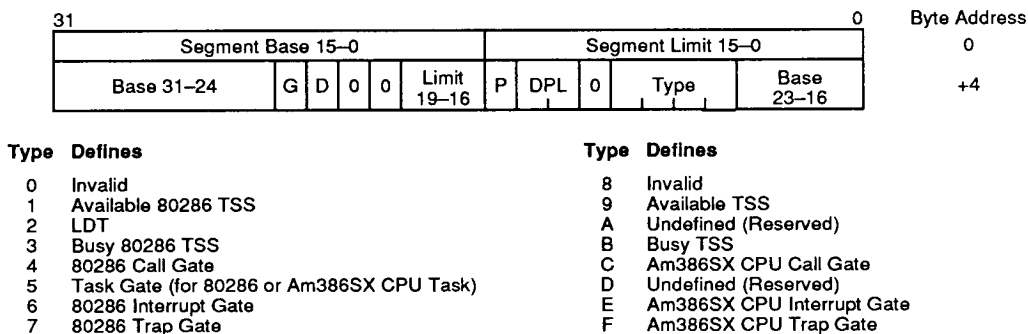 31 0 Byte Address
Segment Base 15–0 Segment Limit 15–0 0
Base 31–24 G D 0 0 Limit 19–16 P DPL 0 Type Base 23–16 +4
Type Defines
0 Invalid
1 Available 80286 TSS
2 LDT
3 Busy 80286 TSS
4 80286 Call Gate
5 Task Gate (for 80286 or Am386SX CPU Task)
6 80286 Interrupt Gate
7 80286 Trap Gate
Type Defines
8 Invalid
9 Available TSS
A Undefined (Reserved)
B Busy TSS
C Am386SX CPU Call Gate
D Undefined (Reserved)
E Am386SX CPU Interrupt Gate
F Am386SX CPU Trap Gate